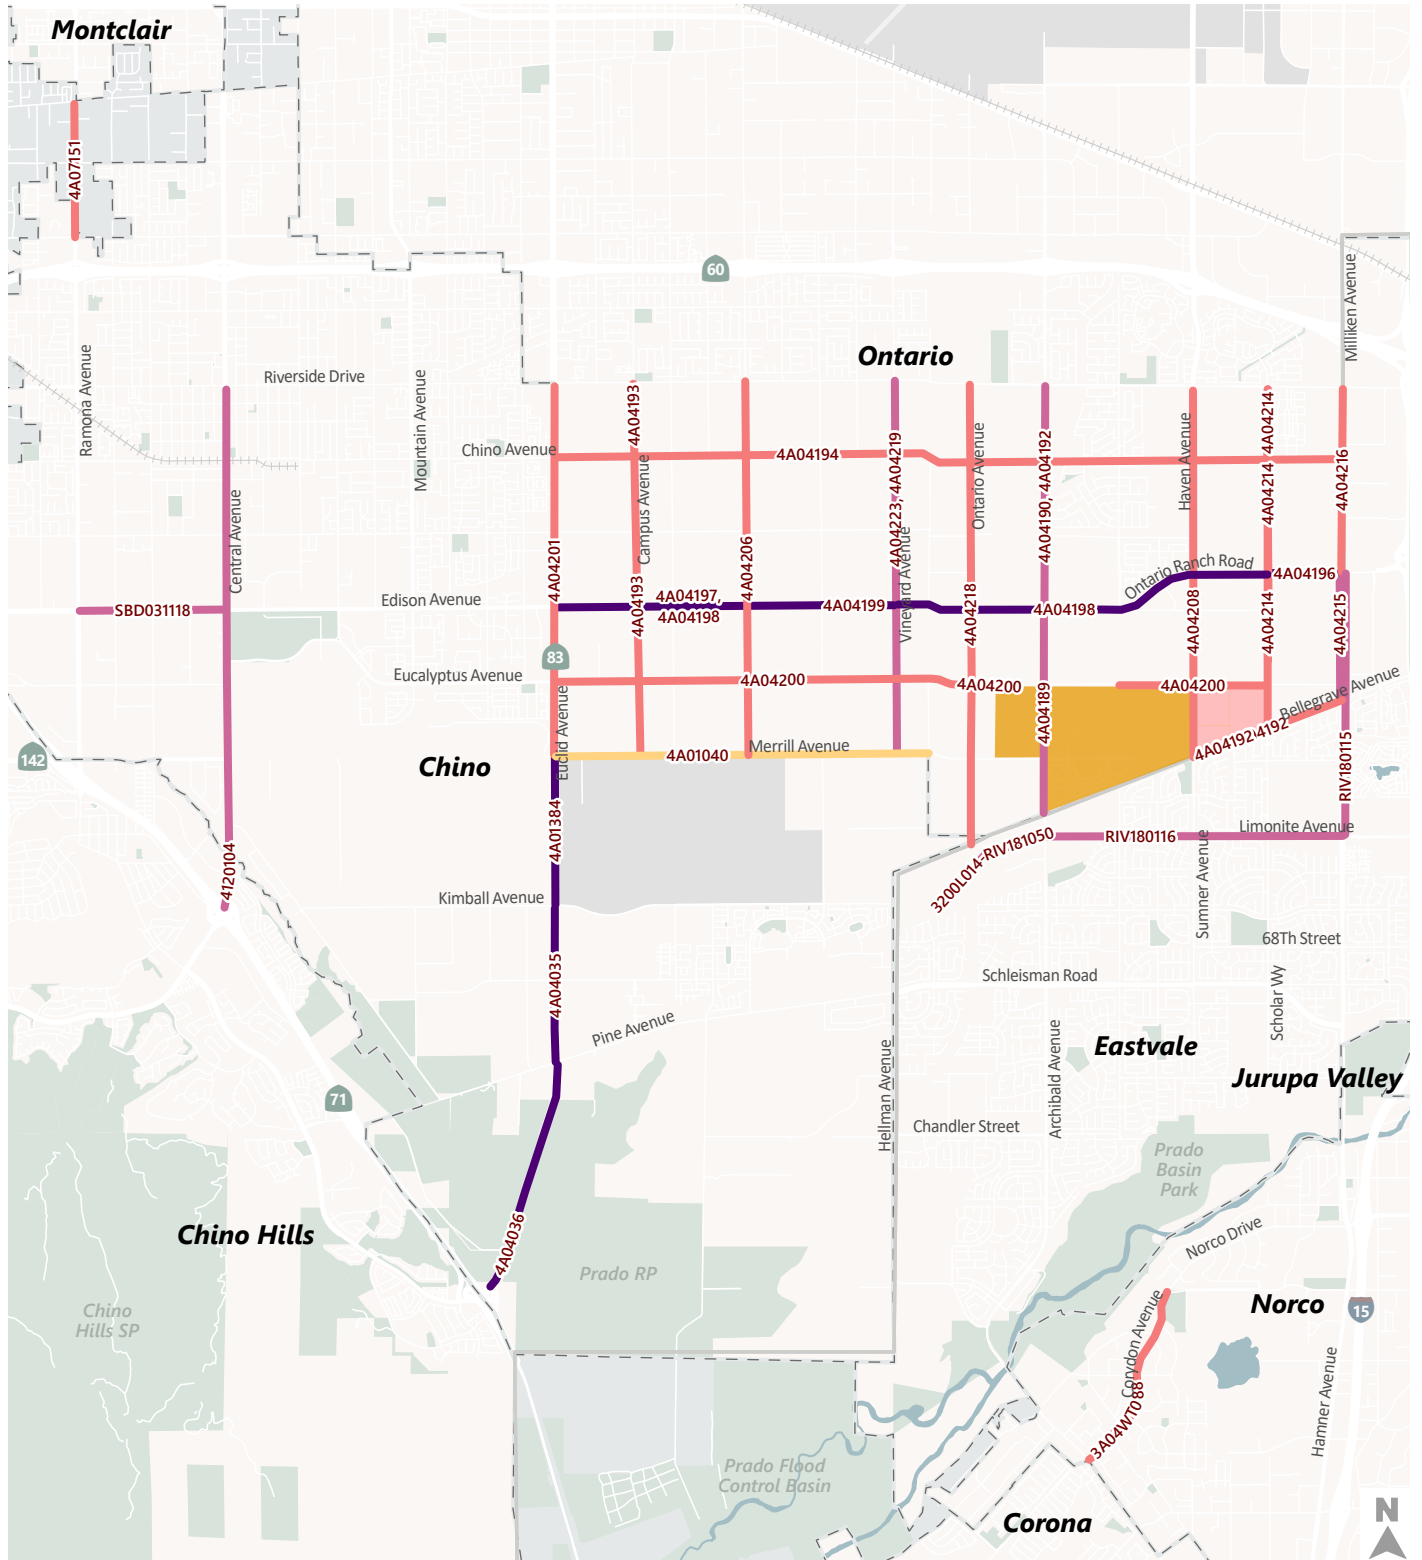 Montclair
4A07151
60
Milliken Avenue
Ontario
Riverside Drive
Ramona Avenue
Mountain Avenue
4A04193
4A04214
Chino Avenue
4A04194
4A04219
4A04223,
4A04190, 4A04192
Ontario Avenue
Haven Avenue
4A04214
4A04216
Campus Avenue
Central Avenue
4A04201
4A04206
Vineyard Avenue
Ontario Ranch Road
4A04196
SBD031118
Edison Avenue
4A04193
4A04197,
4A04198
4A04199
4A04218
4A04198
4A04208
4A04214
4A04215
83
Eucalyptus Avenue
4A04200
4A04200
4A04200
4A04189
Bellegrave Avenue
4A04192
4192
142
Chino
Euclid Avenue
4A01040
Merrill Avenue
RIV180115
4A01384
4120104
3200L014
RIV181050
RIV180116
Limonite Avenue
Sumner Avenue
Kimball Avenue
68Th Street
4A04035
Schleisman Road
Scholar Wy
Pine Avenue
Eastvale
Jurupa Valley
71
Hellman Avenue
Archibald Avenue
Chandler Street
Prado
Basin
Park
Chino Hills
4A04036
Norco Drive
Prado RP
Chino
Hills SP
Corydon Avenue
Norco
15
Hamner Avenue
3A04WT088
Prado Flood
Control Basin
Corona
N